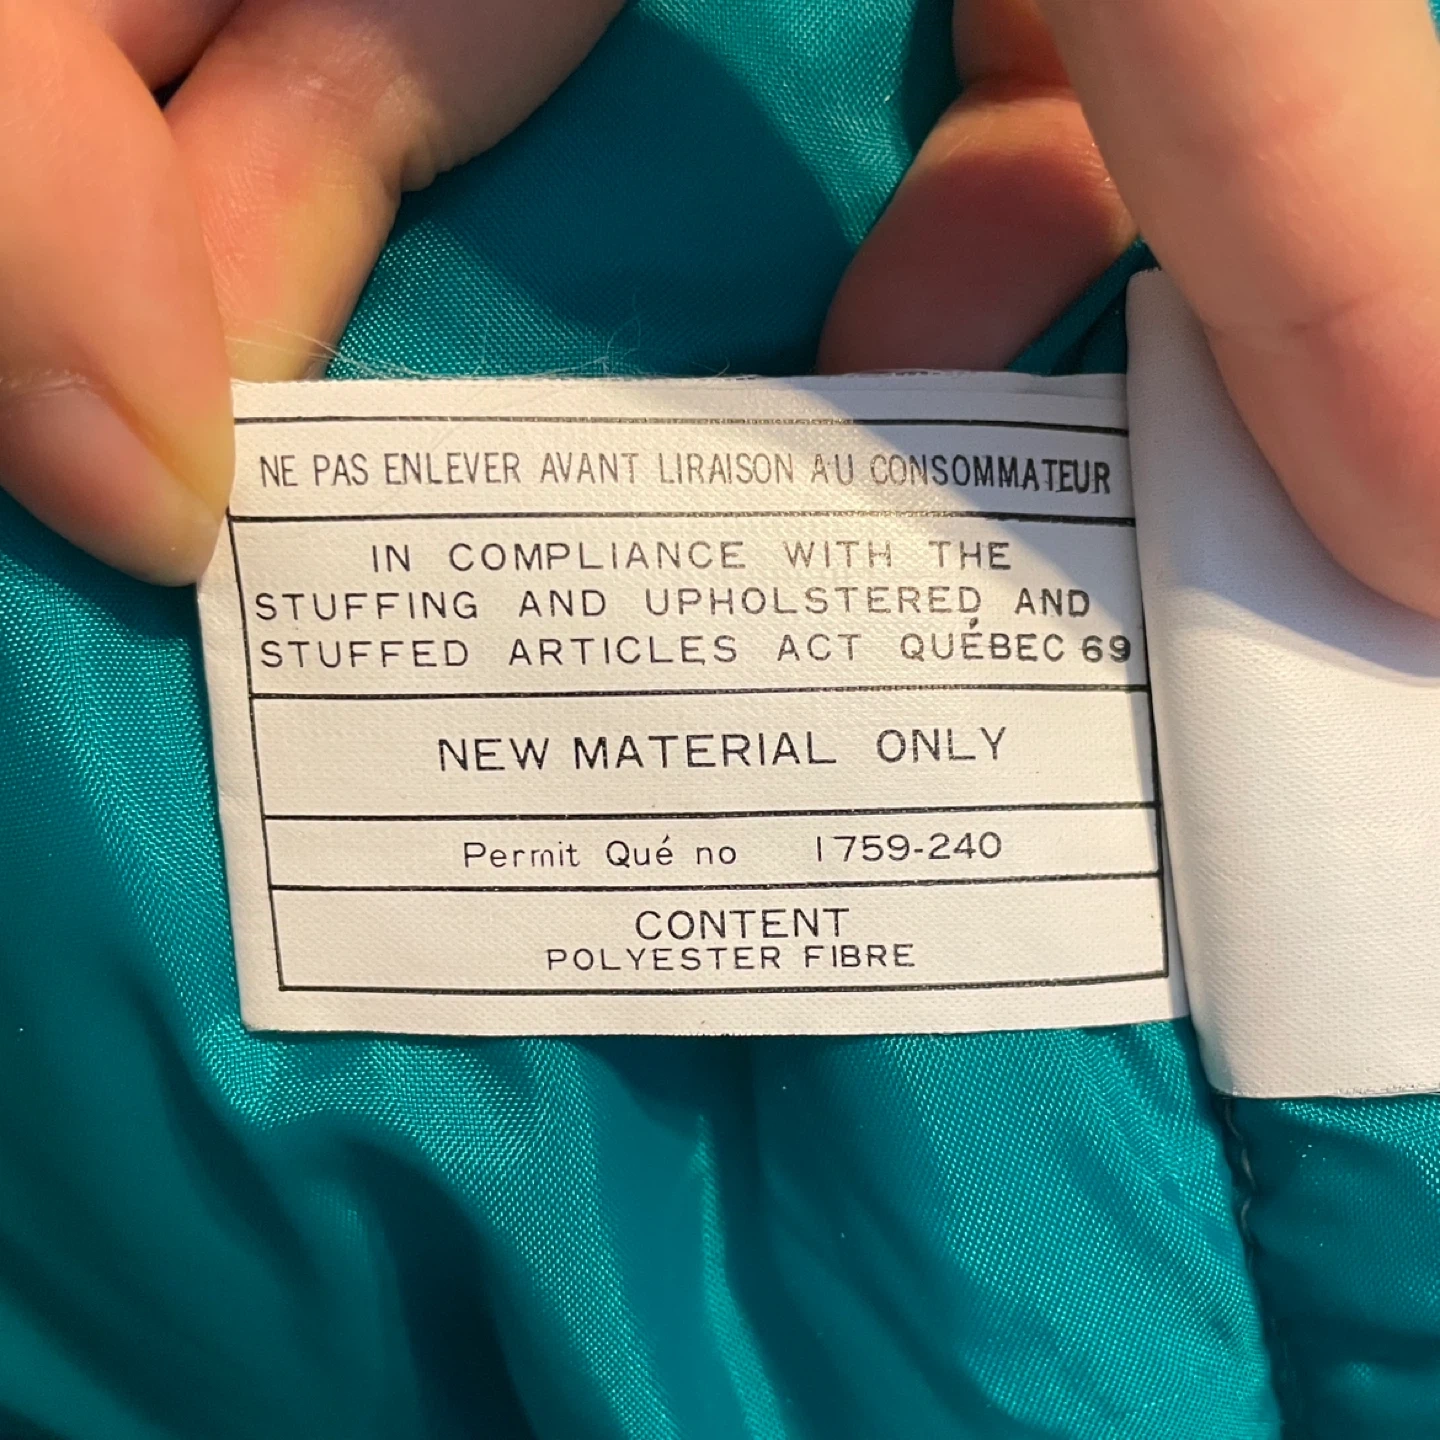 NE PAS ENLEVER AVANT LIRAISON AU CONSOMMATEUR
IN COMPLIANCE WITH THE
STUFFING AND UPHOLSTERED AND
STUFFED ARTICLES ACT QUÉBEC 69
NEW MATERIAL ONLY
Permit Qué no 1759-240
CONTENT
POLYESTER FIBRE